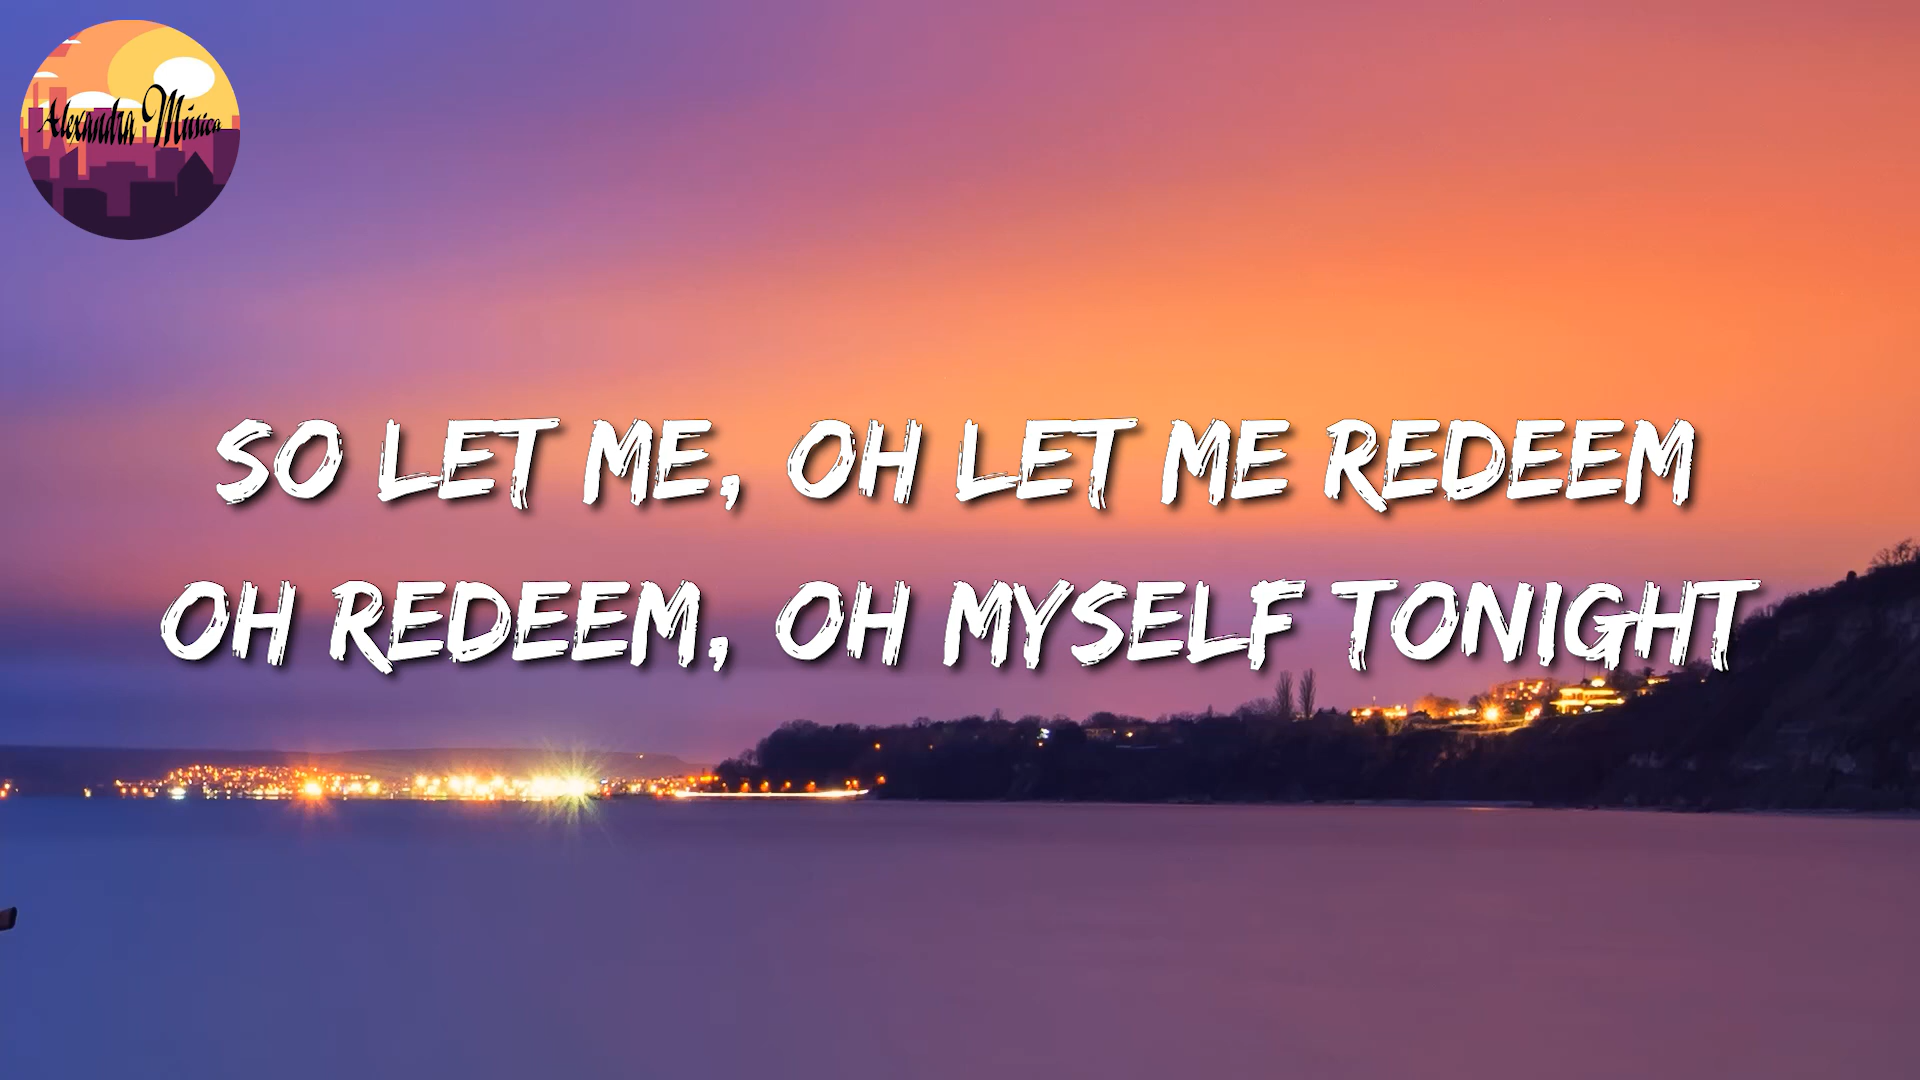 Alexandra Música
SO LET ME, OH LET ME REDEEM
OH REDEEM, OH MYSELF TONIGHT